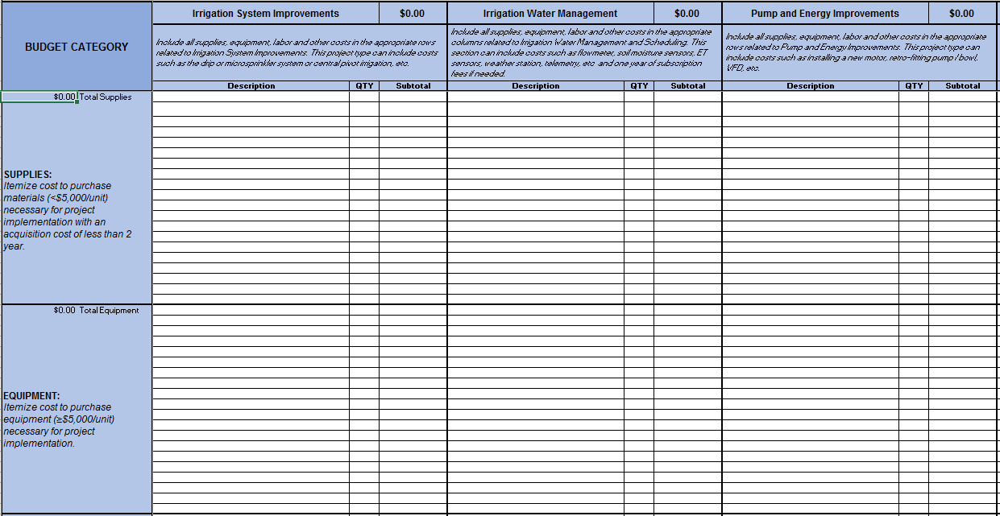 Irrigation System Improvements $0.00 Irrigation Water Management $0.00 Pump and Energy Improvements $0.00
BUDGET CATEGORY
Include all supplies, equipment, labor and other costs in the appropriate rows
related to Irrigation System Improvements. This project type can include costs
such as the drip or microsprinkler system or central pivot irrigation, etc.
Include all supplies, equipment, labor and other costs in the appropriate
columns related to Irrigation Water Management and Scheduling. This
section can include costs such as flowmeter, soil moisture sensors, ET
sensors, weather station, telemetry, etc and one year of subscription
fees if needed.
Include all supplies, equipment, labor and other costs in the appropriate
rows related to Pump and Energy Improvements. This project type can
include costs such as installing a new motor, retro-fitting pump / bowl,
VFD, etc.
Description QTY Subtotal Description QTY Subtotal Description QTY Subtotal
$0.00 Total Supplies
SUPPLIES:
Itemize cost to purchase
materials (<$5,000/unit)
necessary for project
implementation with an
acquisition cost of less than 2
year.
$0.00 Total Equipment
EQUIPMENT:
Itemize cost to purchase
equipment (≥$5,000/unit)
necessary for project
implementation.